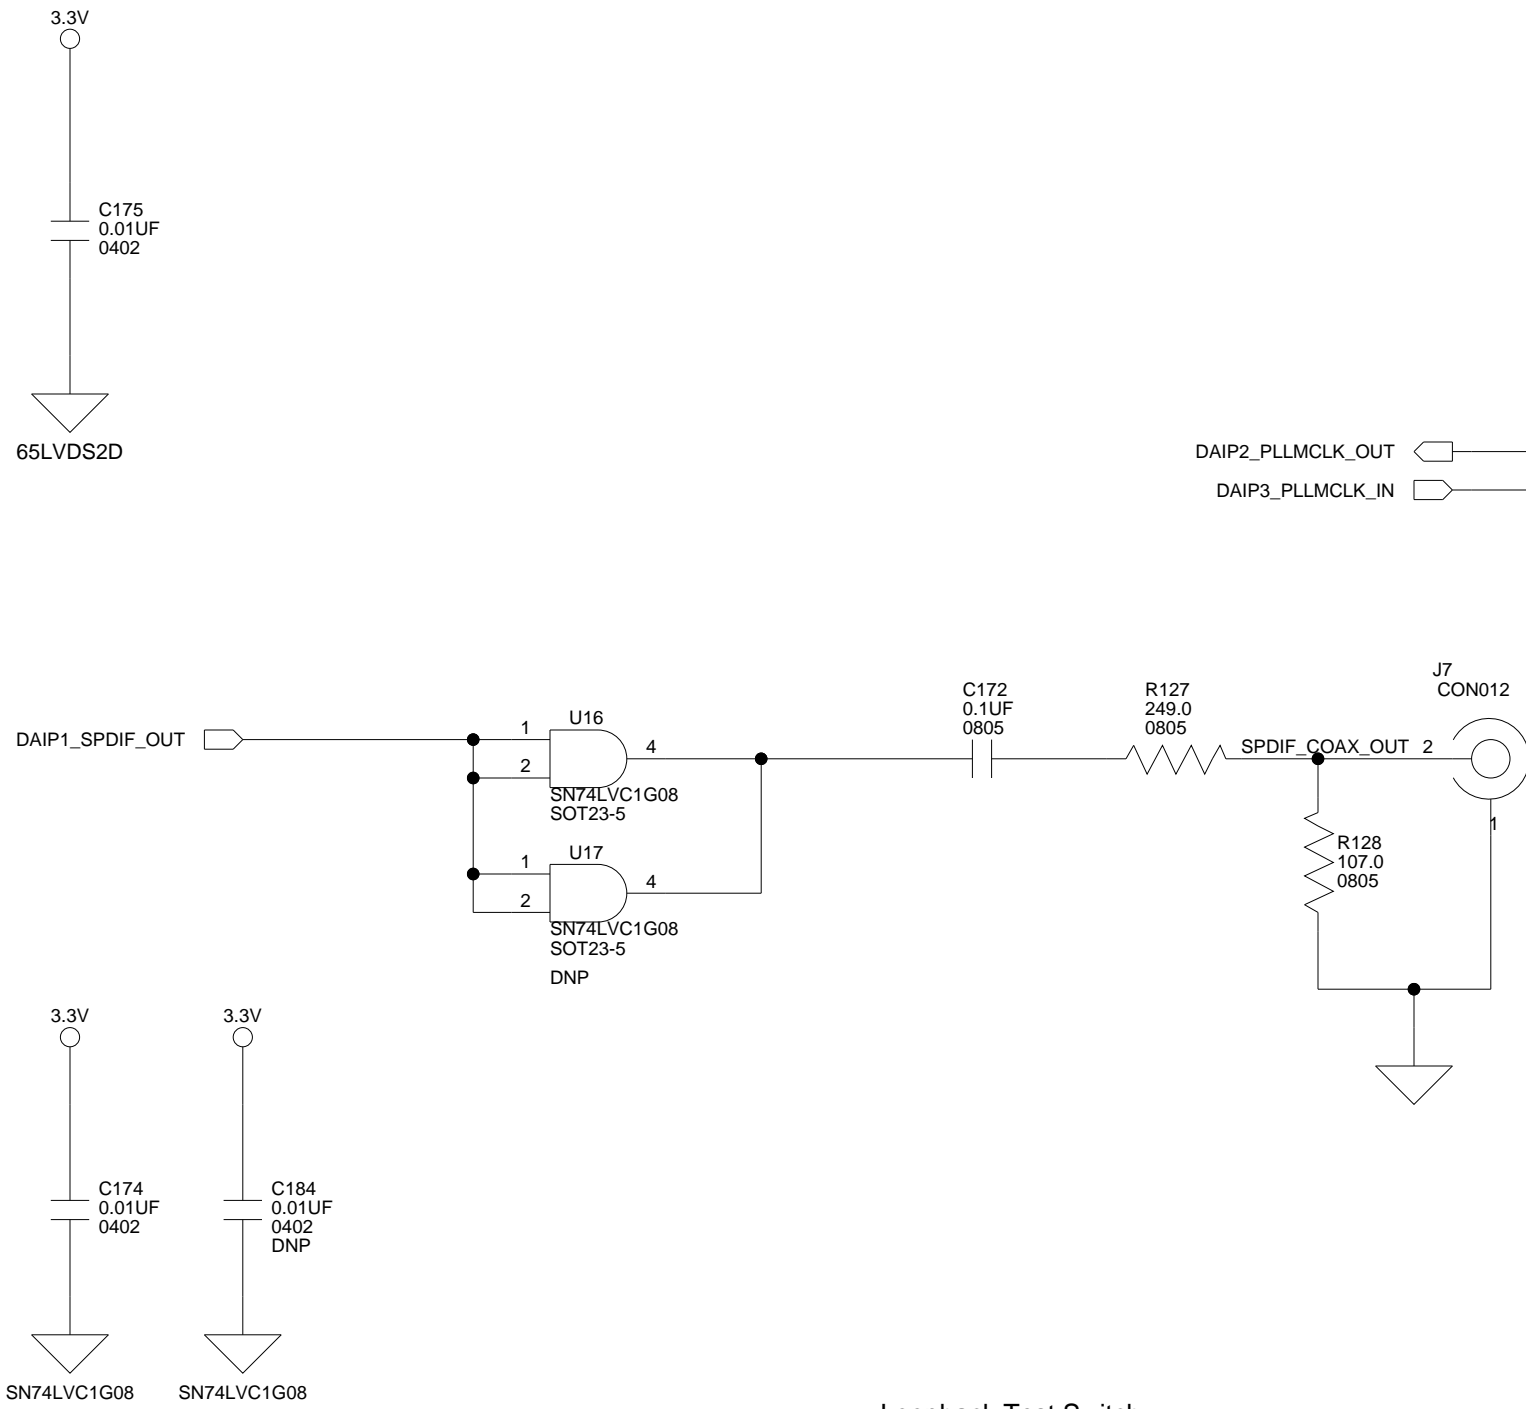 3.3V
C175
0.01UF
0402
65LVDS2D
DAIP2_PLLMCLK_OUT
DAIP3_PLLMCLK_IN
DAIP1_SPDIF_OUT
1
2
U16
4
SN74LVC1G08
SOT23-5
1
2
U17
4
SN74LVC1G08
SOT23-5
DNP
C172
0.1UF
0805
R127
249.0
0805
SPDIF_COAX_OUT 2
J7
CON012
1
R128
107.0
0805
3.3V
C174
0.01UF
0402
SN74LVC1G08
3.3V
C184
0.01UF
0402
DNP
SN74LVC1G08
Loopback Test Switch